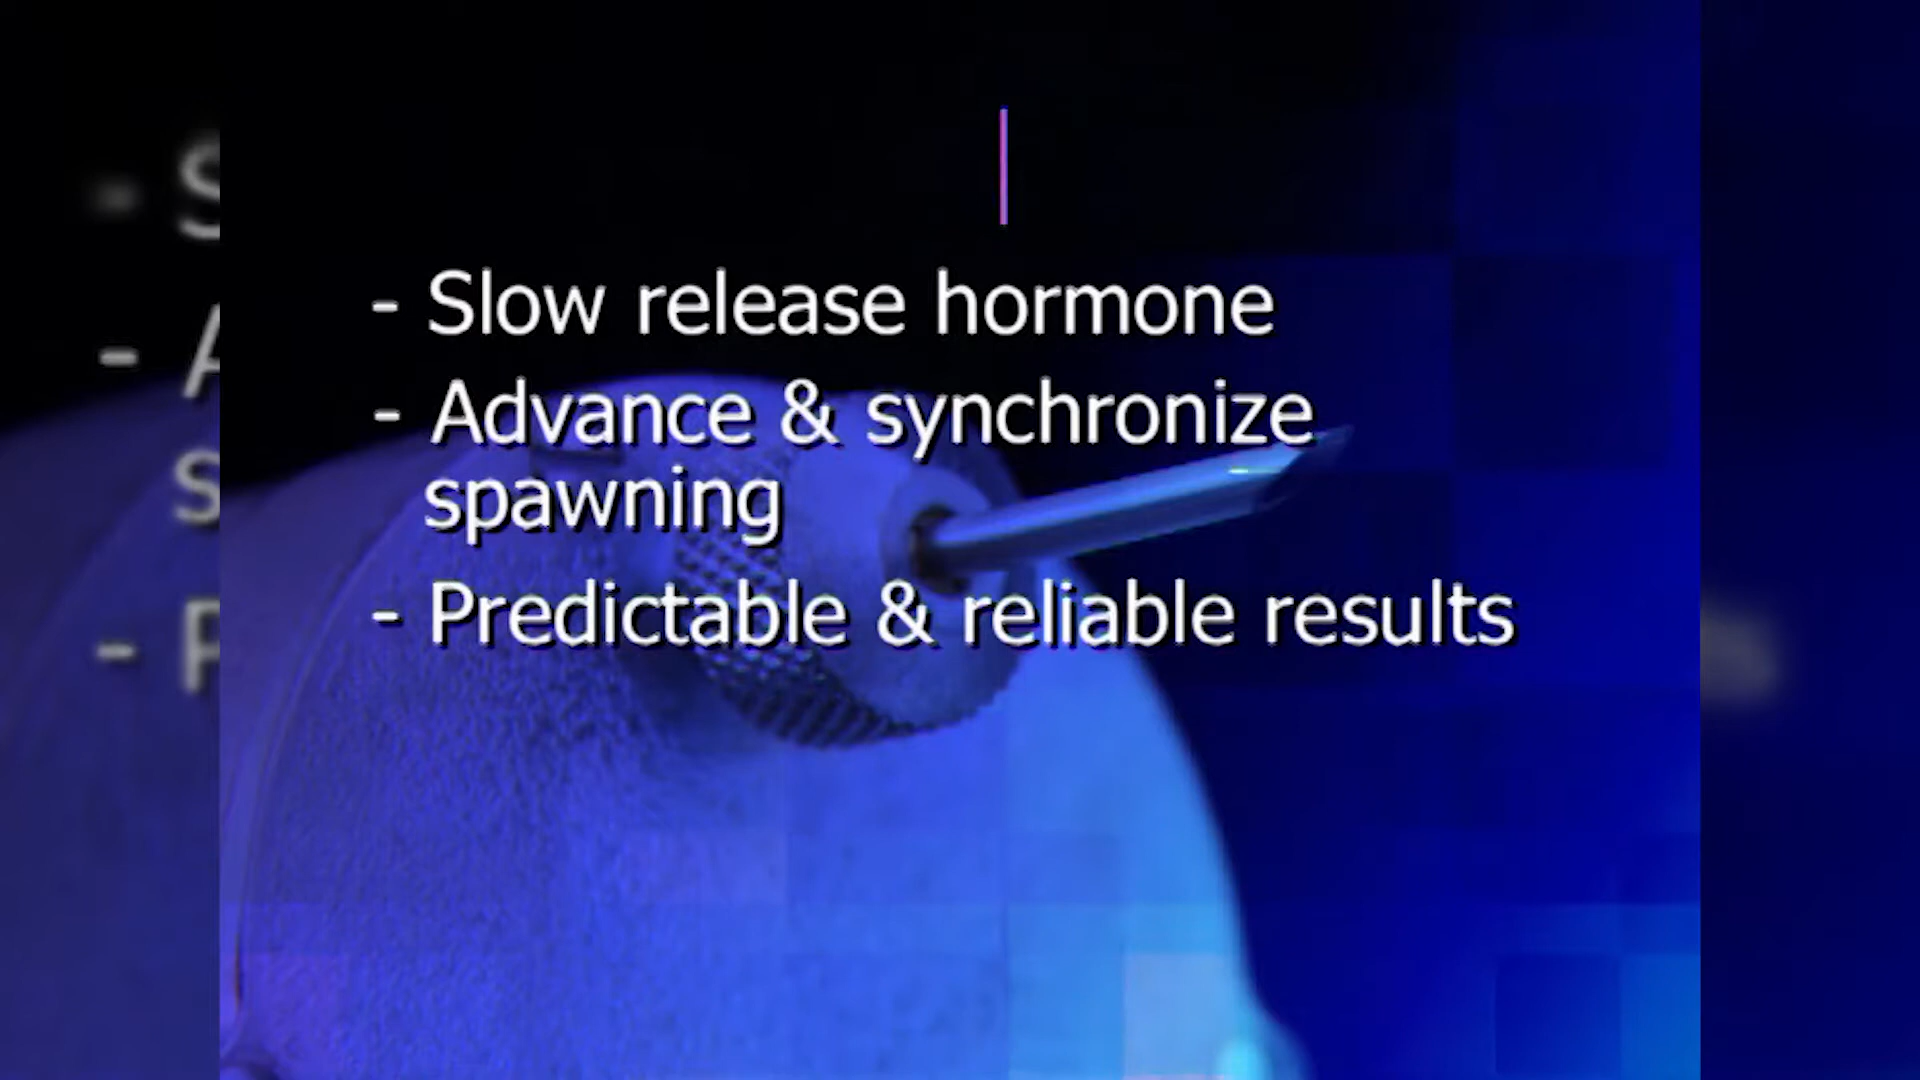 - Slow release hormone
- Advance & synchronize
spawning
- Predictable & reliable results